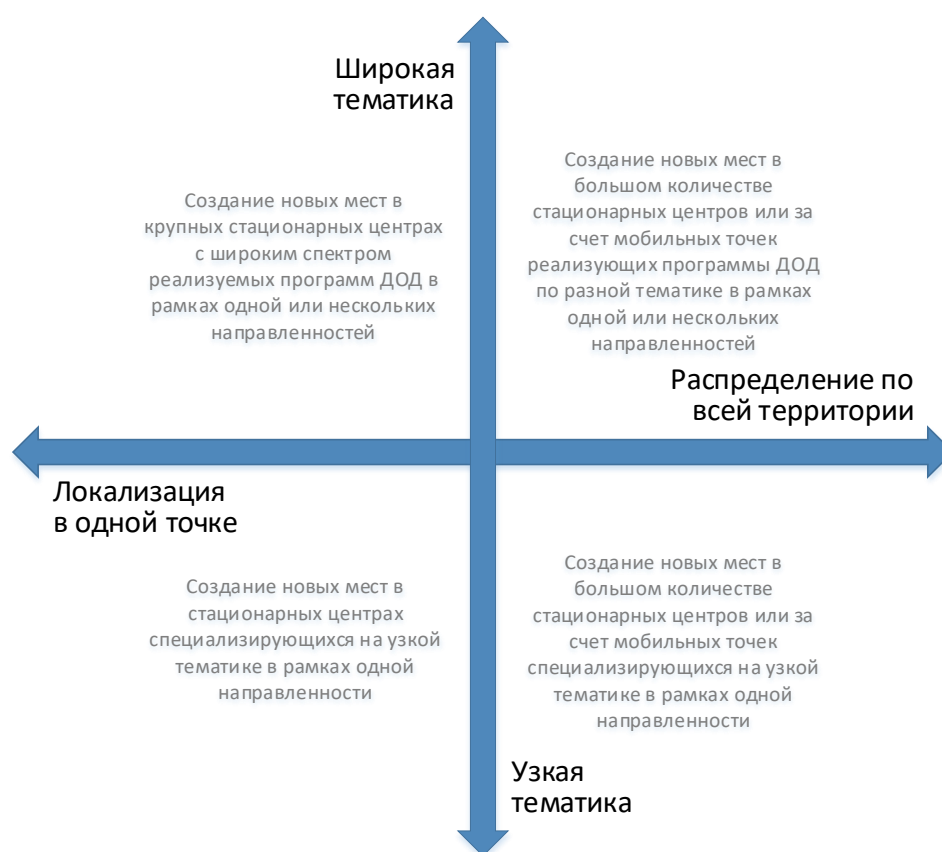 Широкая
тематика
Создание новых мест в
крупных стационарных центрах
с широким спектром
реализуемых программ ДОД в
рамках одной или нескольких
направленностей
Создание новых мест в
большом количестве
стационарных центров или за
счет мобильных точек
реализующих программы ДОД
по разной тематике в рамках
одной или нескольких
направленностей
Распределение по
всей территории
Локализация
в одной точке
Создание новых мест в
стационарных центрах
специализирующихся на узкой
тематике в рамках одной
направленности
Создание новых мест в
большом количестве
стационарных центров или за
счет мобильных точек
специализирующихся на узкой
тематике в рамках одной
направленности
Узкая
тематика